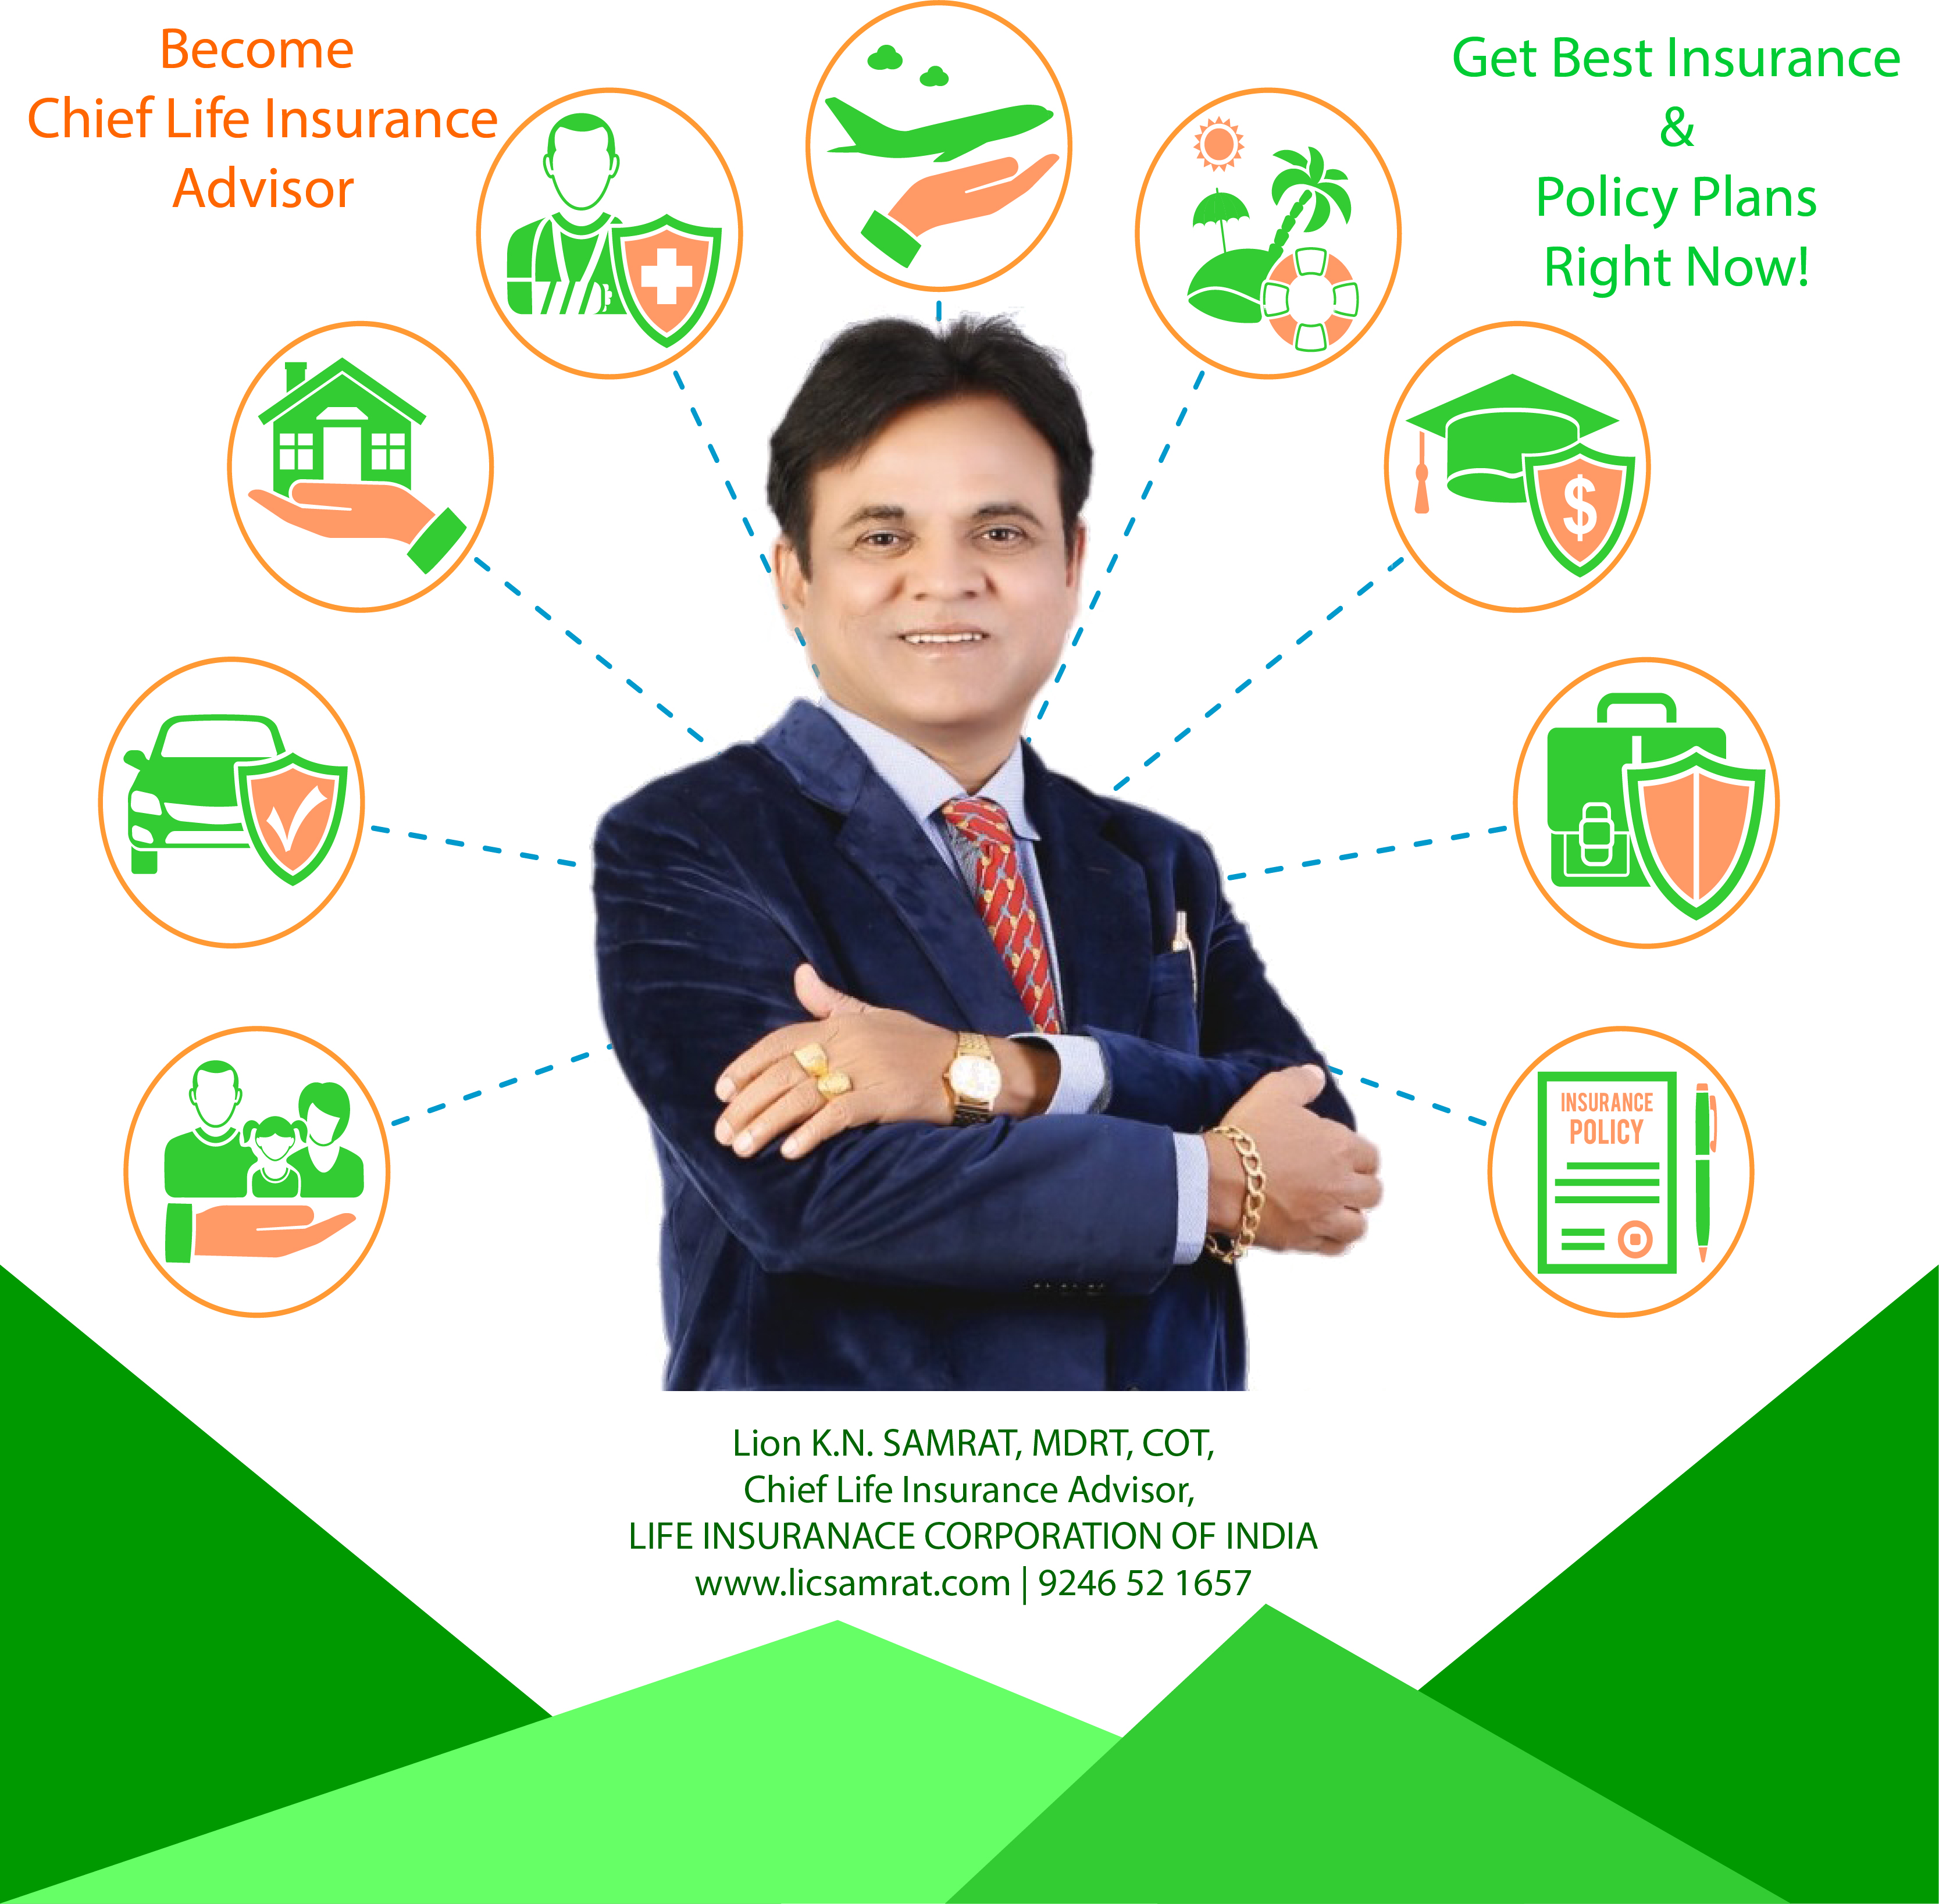 Become
Chief Life Insurance
Advisor
Get Best Insurance
&
Policy Plans
Right Now!
$
INSURANCE
POLICY
Lion K.N. SAMRAT, MDRT, COT,
Chief Life Insurance Advisor,
LIFE INSURANACE CORPORATION OF INDIA
www.licsamrat.com | 9246 52 1657